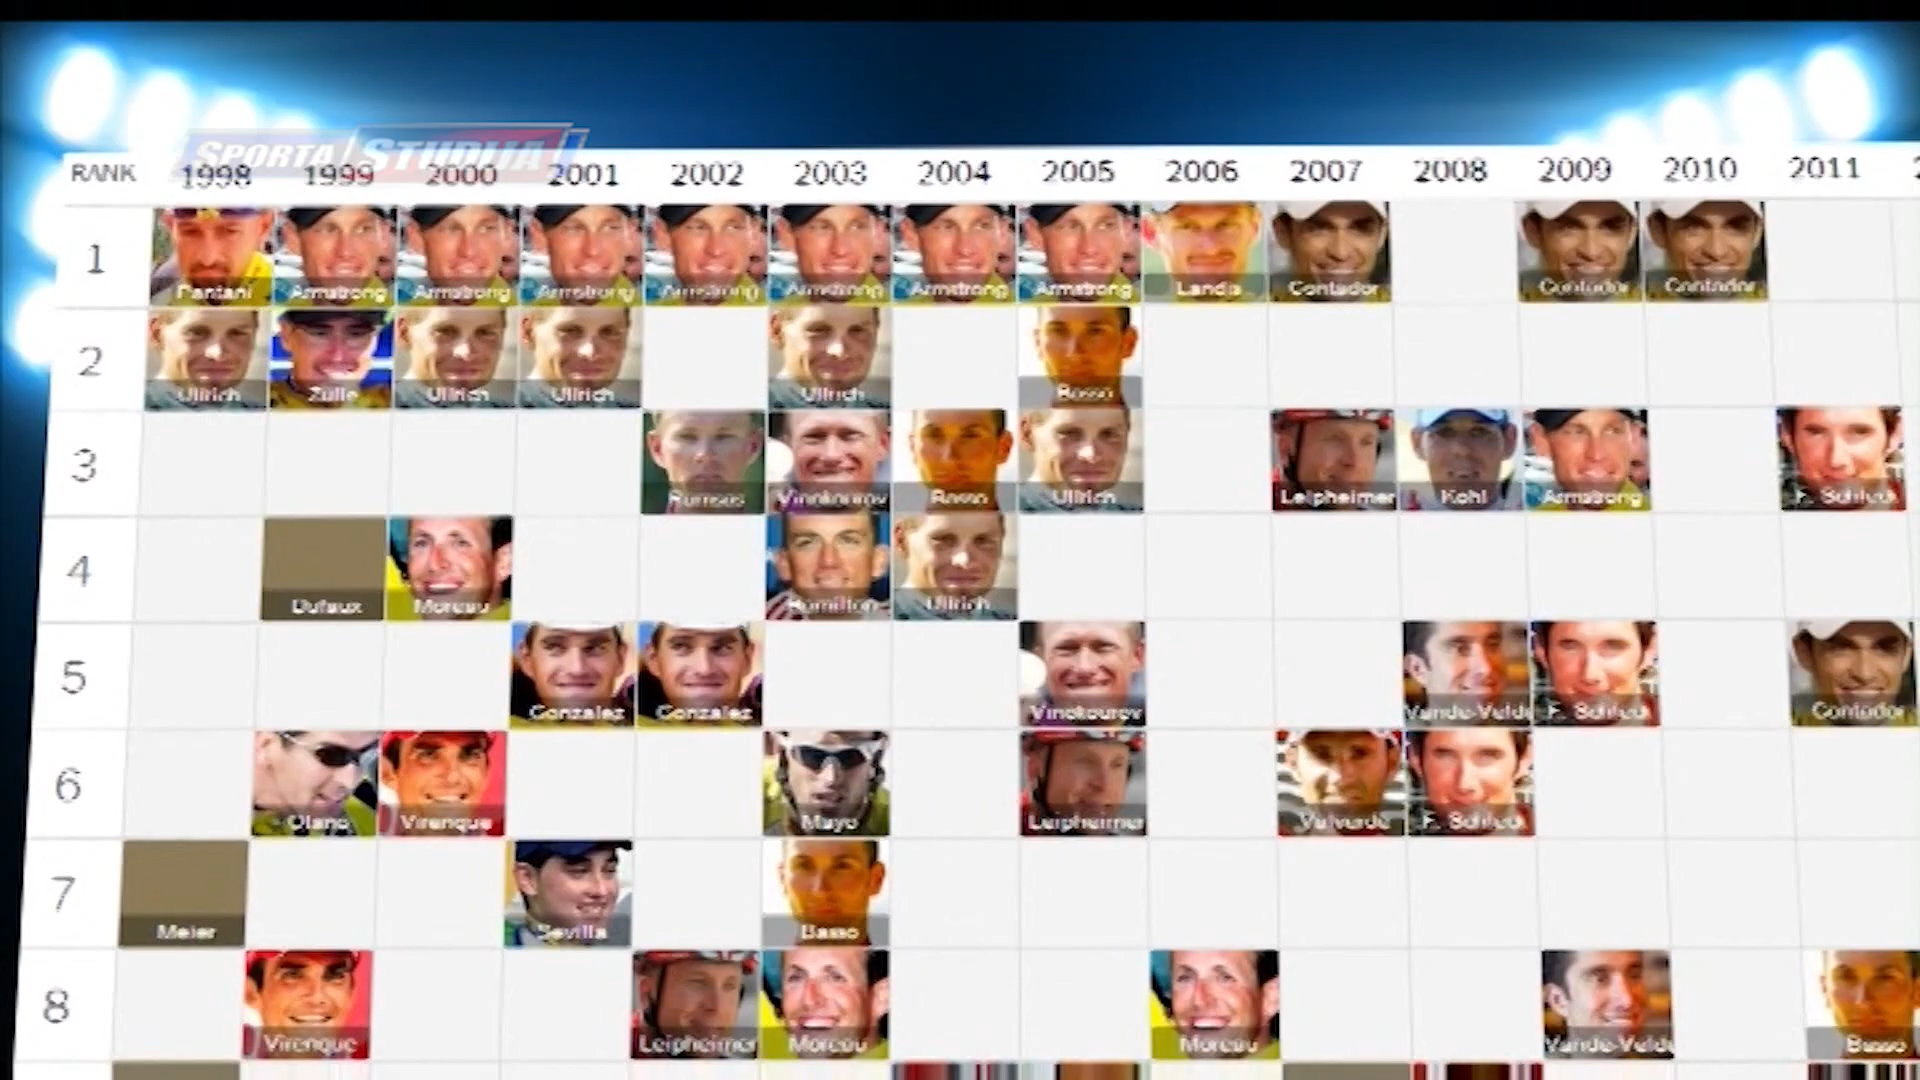 SPORTA STUDIJA
RANK 1998 1999 2000 2001 2002 2003 2004 2005 2006 2007 2008 2009 2010 2011
1 Pantani Armstrong Armstrong Armstrong Armstrong Armstrong Armstrong Armstrong Landis Contador Contador Contador
2 Ullrich Zulle Ullrich Ullrich Ullrich Basso
3 Rumsas Vinokourov Basso Ullrich Leipheimer Kohl Armstrong F. Schleck
4 Dufaux Moreau Hamilton Ullrich
5 Gonzalez Gonzalez Vinokourov Vande-Velde F. Schleck Contador
6 Olano Virenque Mayo Leipheimer Valverde F. Schleck
7 Meier Sevilla Basso
8 Virenque Leipheimer Moreau Moreau Vande-Velde Basso